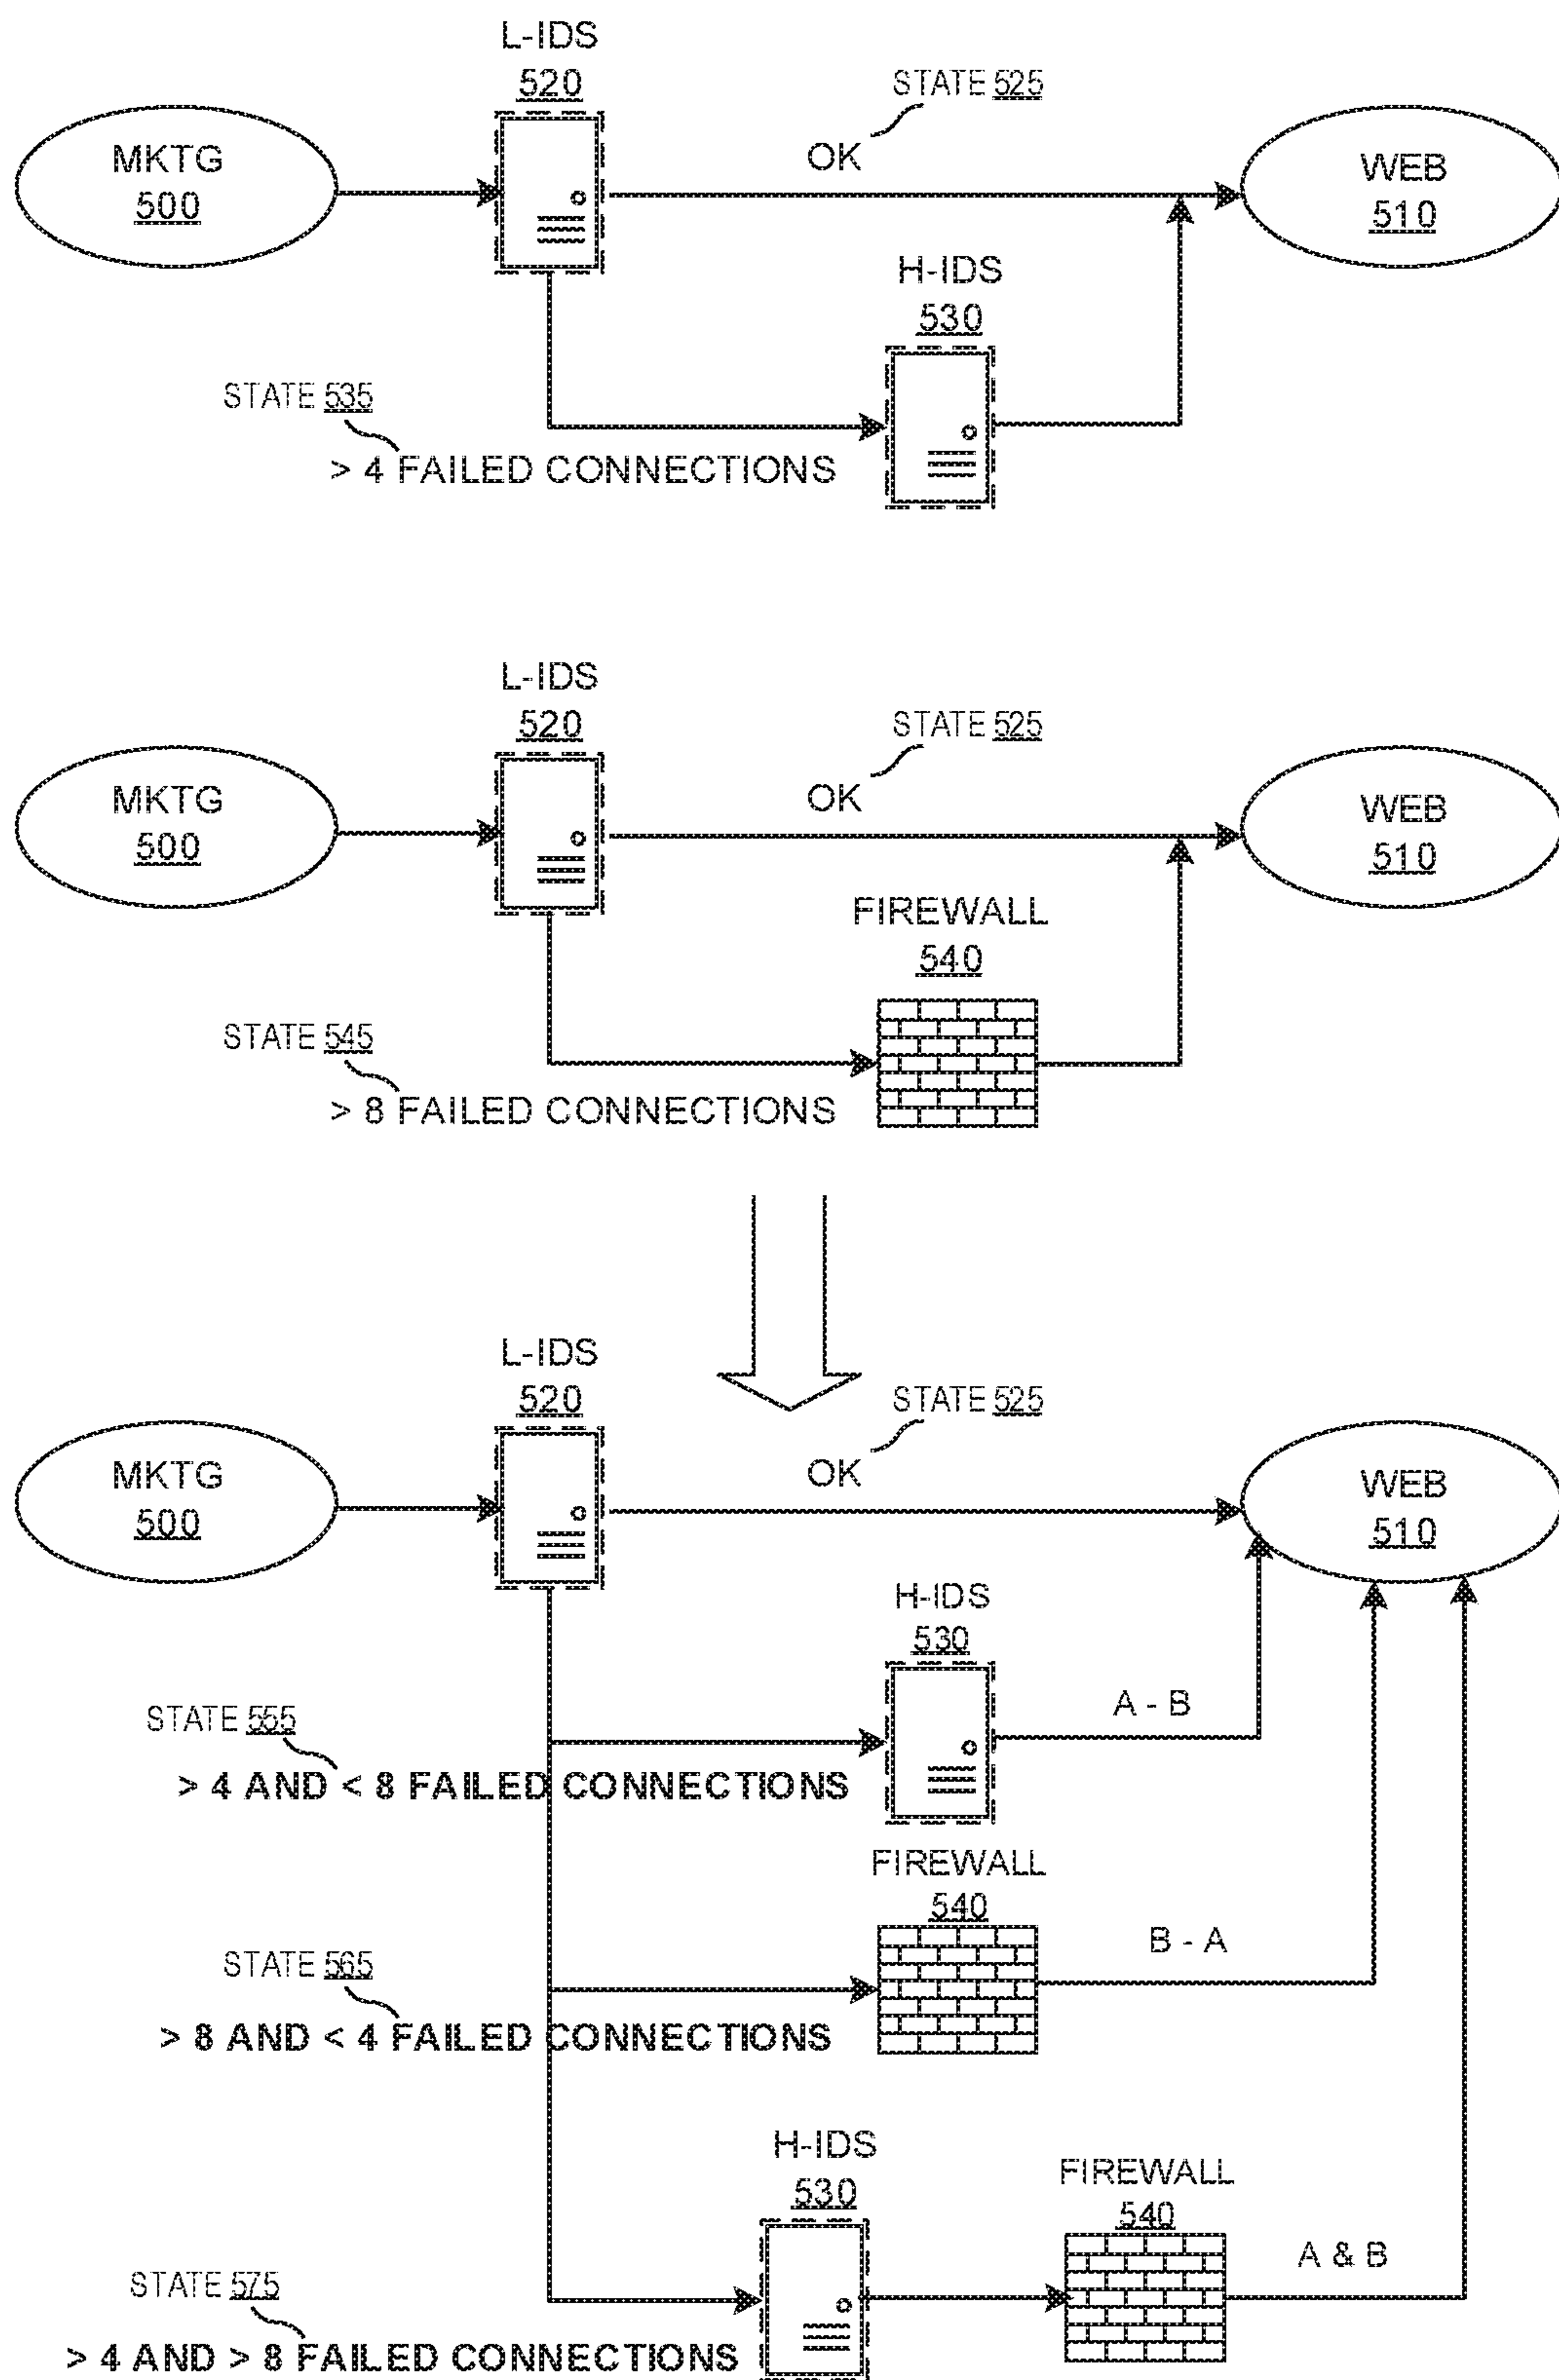 L-IDS
520
STATE 525
OK
MKTG
500
WEB
510
H-IDS
530
STATE 535
> 4 FAILED CONNECTIONS
L-IDS
520
STATE 525
OK
MKTG
500
WEB
510
FIREWALL
540
STATE 545
> 8 FAILED CONNECTIONS
L-IDS
520
STATE 525
OK
MKTG
500
WEB
510
H-IDS
530
A - B
STATE 555
> 4 AND < 8 FAILED CONNECTIONS
FIREWALL
540
B - A
STATE 565
> 8 AND < 4 FAILED CONNECTIONS
H-IDS
530
FIREWALL
540
A & B
STATE 575
> 4 AND > 8 FAILED CONNECTIONS